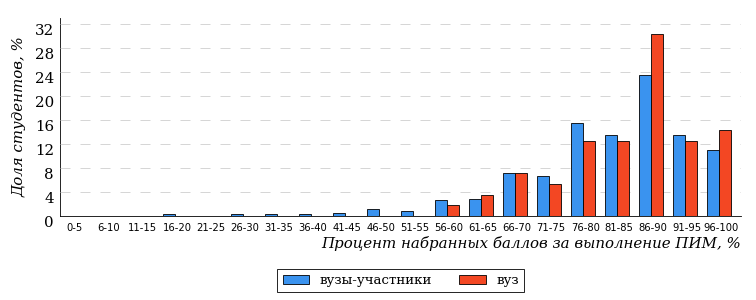 Доля студентов, %
32
28
24
20
16
12
8
4
0
0-5 6-10 11-15 16-20 21-25 26-30 31-35 36-40 41-45 46-50 51-55 56-60 61-65 66-70 71-75 76-80 81-85 86-90 91-95 96-100
Процент набранных баллов за выполнение ПИМ, %
вузы-участники вуз